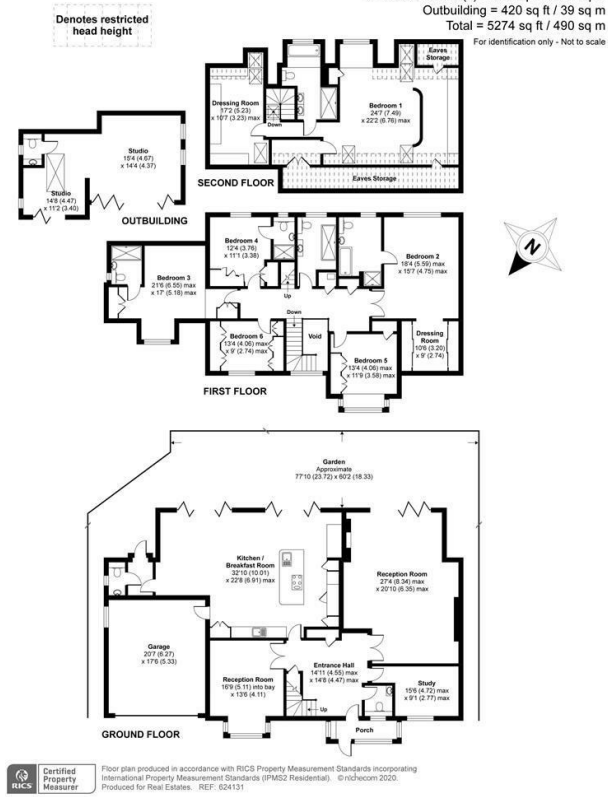 Outbuilding = 420 sq ft / 39 sq m
Total = 5274 sq ft / 490 sq m
For identification only - Not to scale
Denotes restricted
head height
Eaves
Storage
Dressing Room
17'2 (5.23)
x 10'7 (3.23) max
Down
Bedroom 1
24'7 (7.49)
x 22'2 (6.76) max
Eaves Storage
SECOND FLOOR
Studio
15'4 (4.67)
x 14'4 (4.37)
Studio
14'8 (4.47)
x 11'2 (3.40)
OUTBUILDING
N
Bedroom 4
12'4 (3.76)
x 11'1 (3.38)
Bedroom 3
21'6 (6.55) max
x 17' (5.18) max
Bedroom 2
18'4 (5.59) max
x 15'7 (4.75) max
Up
Down
Void
Bedroom 6
13'4 (4.06) max
x 9' (2.74) max
Bedroom 5
13'4 (4.06) max
x 11'9 (3.58) max
Dressing
Room
10'6 (3.20)
x 9' (2.74)
FIRST FLOOR
Garden
Approximate
77'10 (23.72) x 60'2 (18.33)
Kitchen /
Breakfast Room
32'10 (10.01)
x 22'8 (6.91) max
Reception Room
27'4 (8.34) max
x 20'10 (6.35) max
Garage
20'7 (6.27)
x 17'6 (5.33)
Reception Room
16'9 (5.11) into bay
x 13'6 (4.11)
Entrance Hall
14'11 (4.55) max
x 14'8 (4.47) max
Study
15'6 (4.72) max
x 9'1 (2.77) max
Up
Porch
GROUND FLOOR
RICS
Certified
Property
Measurer
Floor plan produced in accordance with RICS Property Measurement Standards incorporating
International Property Measurement Standards (IPMS2 Residential). © nichecom 2020.
Produced for Real Estates. REF: 624131